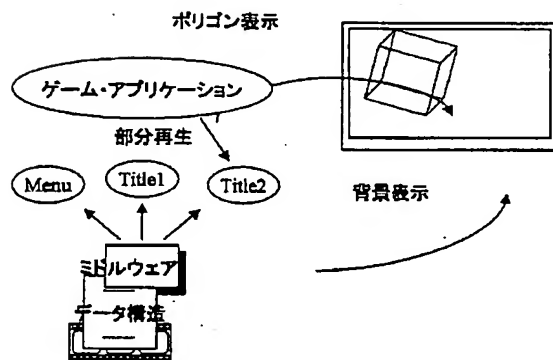 ポリゴン表示
ゲーム・アプリケーション
部分再生
Menu
Title1
Title2
背景表示
ミドルウェア
データ構造